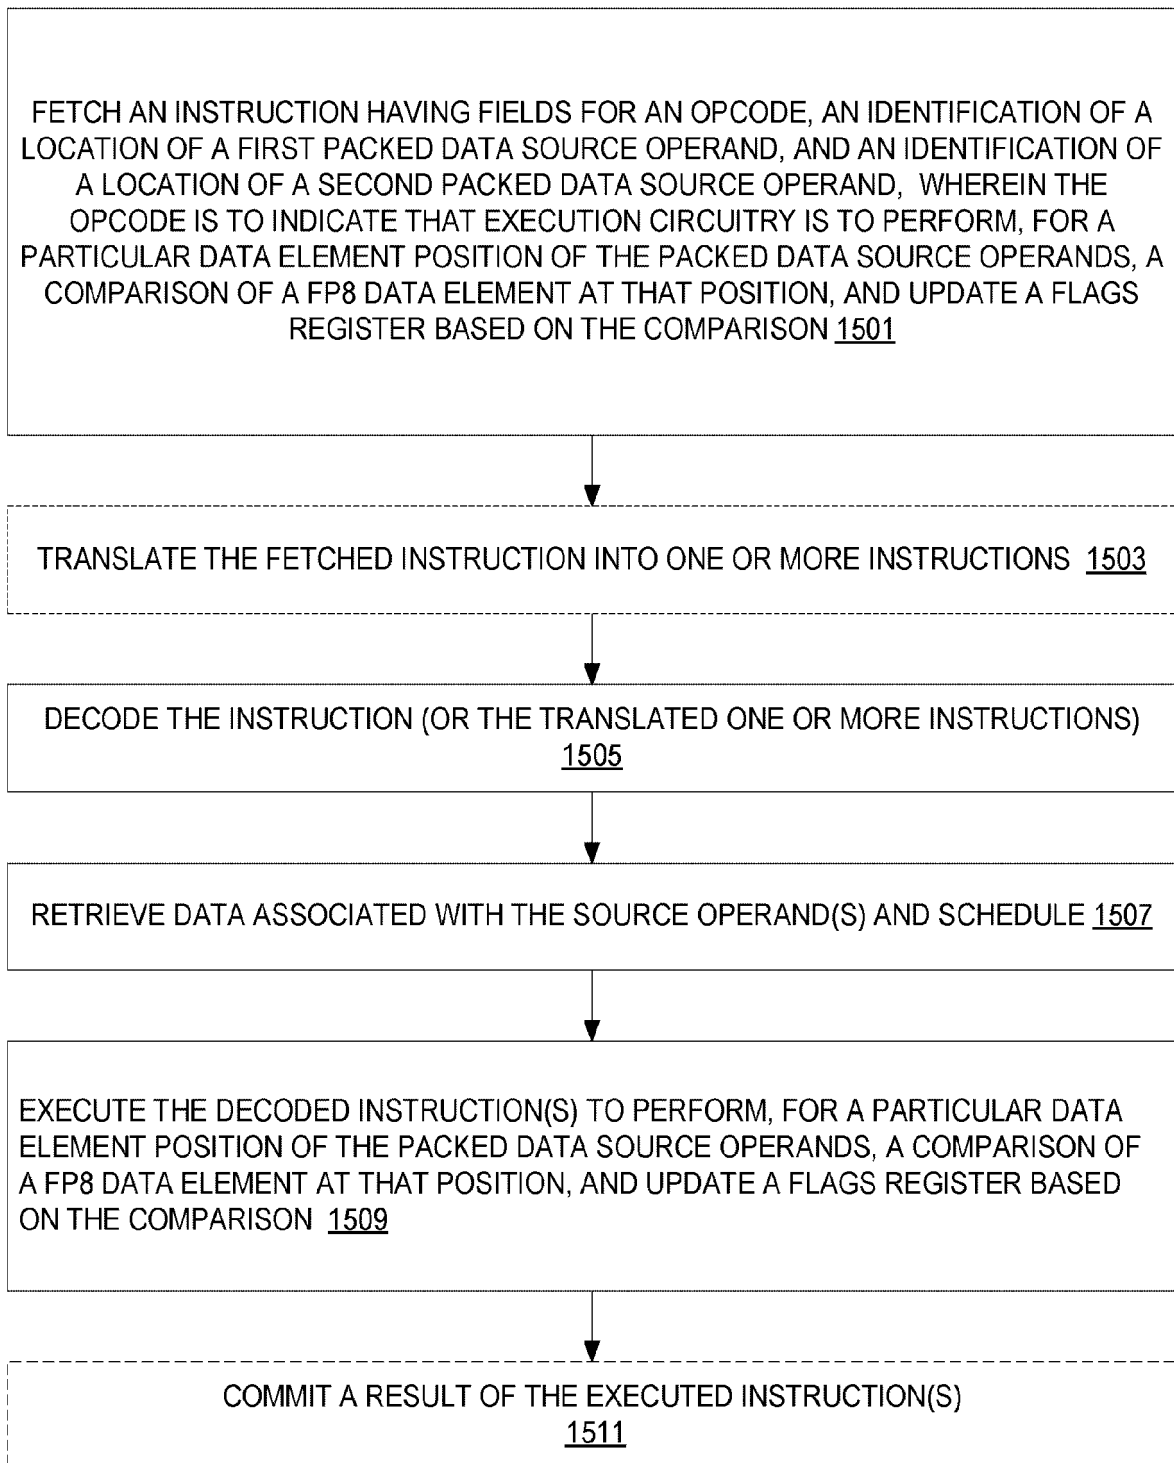 FETCH AN INSTRUCTION HAVING FIELDS FOR AN OPCODE, AN IDENTIFICATION OF A
LOCATION OF A FIRST PACKED DATA SOURCE OPERAND, AND AN IDENTIFICATION OF
A LOCATION OF A SECOND PACKED DATA SOURCE OPERAND, WHEREIN THE
OPCODE IS TO INDICATE THAT EXECUTION CIRCUITRY IS TO PERFORM, FOR A
PARTICULAR DATA ELEMENT POSITION OF THE PACKED DATA SOURCE OPERANDS, A
COMPARISON OF A FP8 DATA ELEMENT AT THAT POSITION, AND UPDATE A FLAGS
REGISTER BASED ON THE COMPARISON 1501
TRANSLATE THE FETCHED INSTRUCTION INTO ONE OR MORE INSTRUCTIONS 1503
DECODE THE INSTRUCTION (OR THE TRANSLATED ONE OR MORE INSTRUCTIONS)
1505
RETRIEVE DATA ASSOCIATED WITH THE SOURCE OPERAND(S) AND SCHEDULE 1507
EXECUTE THE DECODED INSTRUCTION(S) TO PERFORM, FOR A PARTICULAR DATA
ELEMENT POSITION OF THE PACKED DATA SOURCE OPERANDS, A COMPARISON OF
A FP8 DATA ELEMENT AT THAT POSITION, AND UPDATE A FLAGS REGISTER BASED
ON THE COMPARISON 1509
COMMIT A RESULT OF THE EXECUTED INSTRUCTION(S)
1511